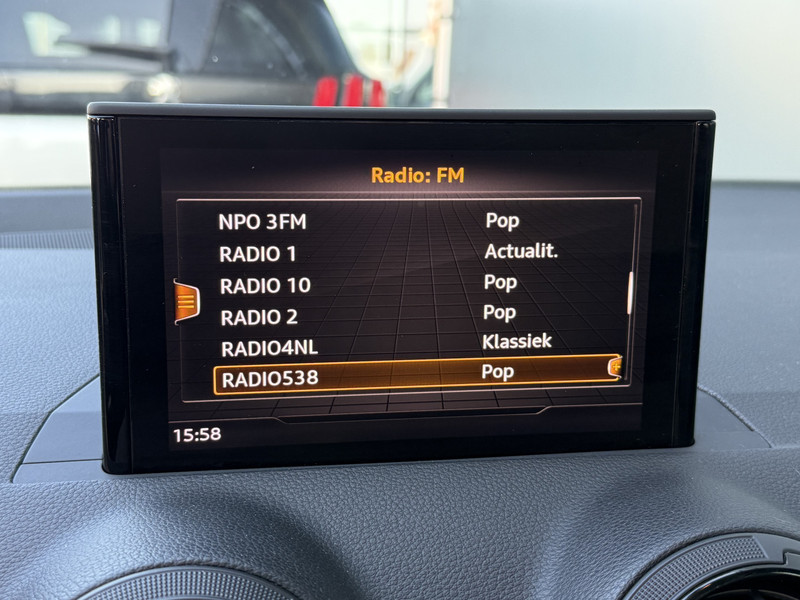 Radio: FM
NPO 3FM Pop
RADIO 1 Actualit.
RADIO 10 Pop
RADIO 2 Pop
RADIO4NL Klassiek
RADIO538 Pop
15:58